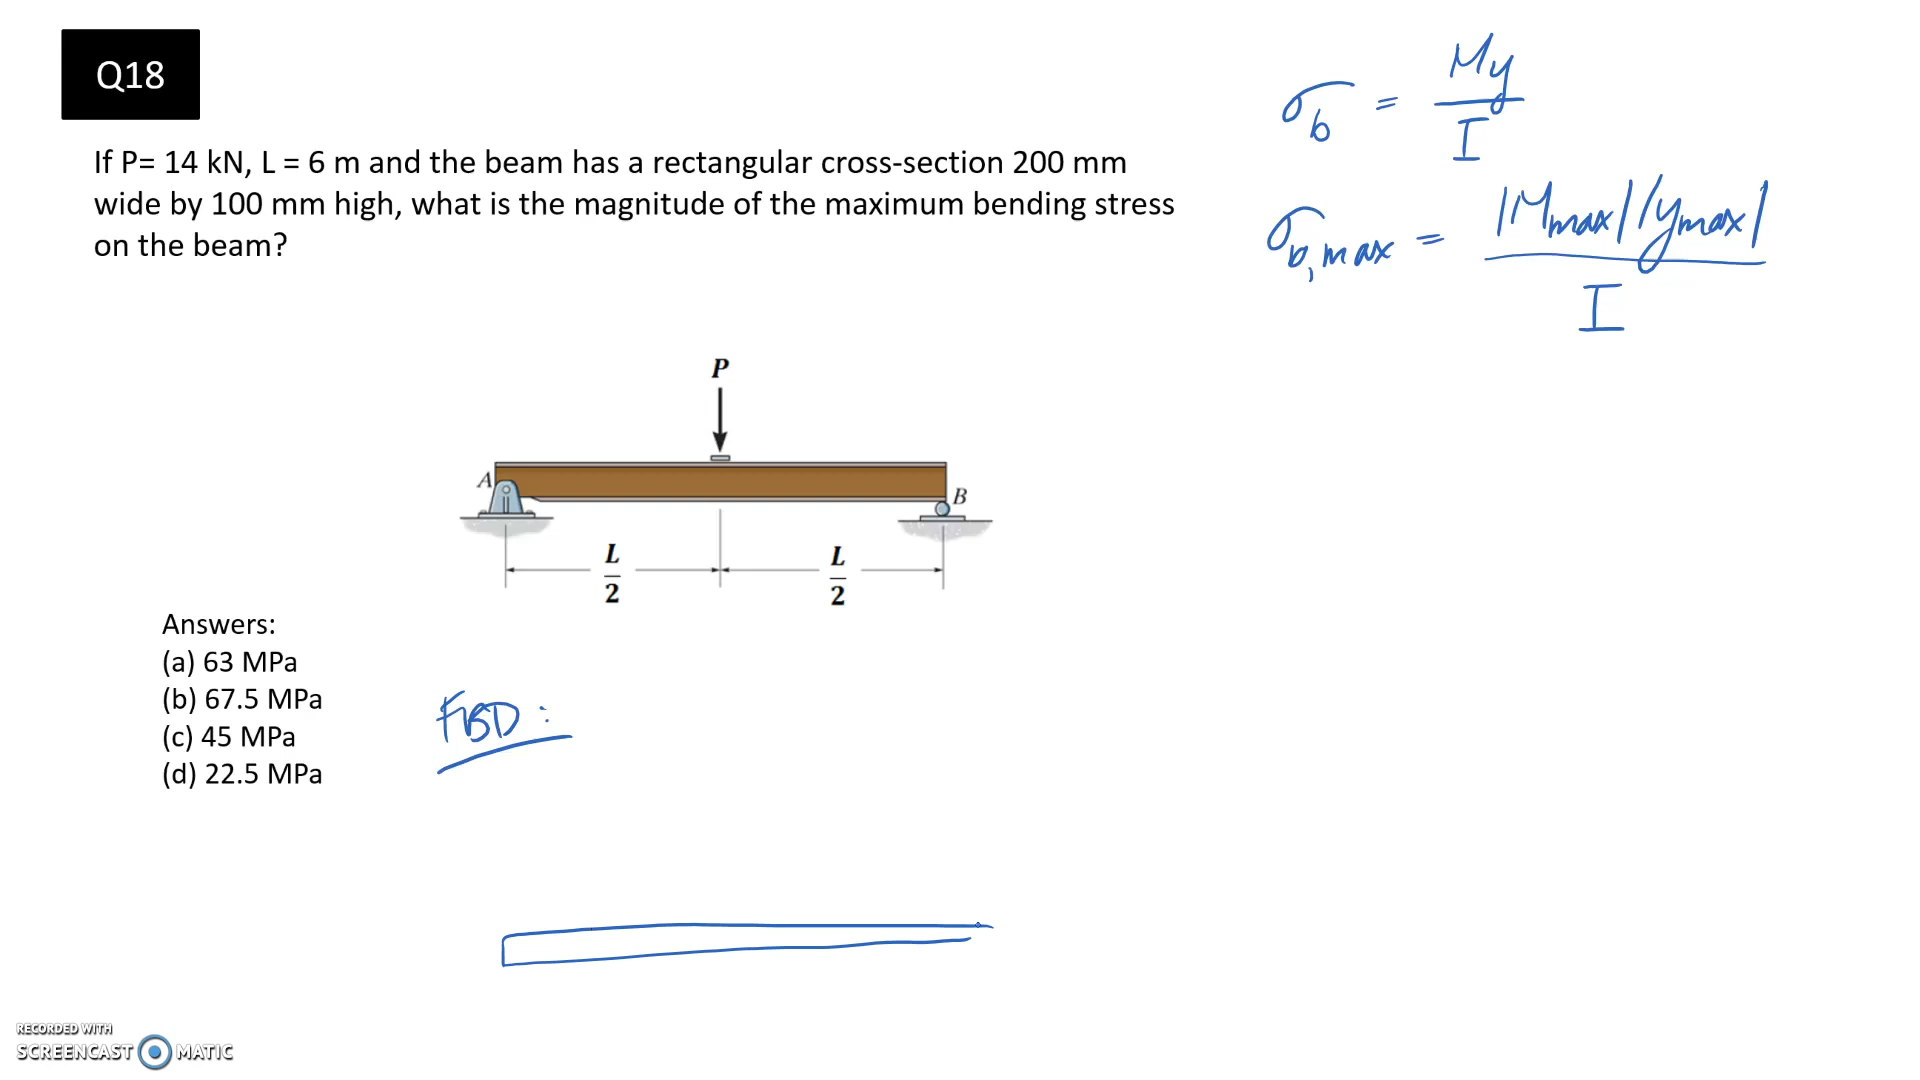 Q18
If P= 14 kN, L = 6 m and the beam has a rectangular cross-section 200 mm
wide by 100 mm high, what is the magnitude of the maximum bending stress
on the beam?
σb = My/I
σb,max = |Mmax||ymax|/I
P
A
B
L/2
L/2
Answers:
(a) 63 MPa
(b) 67.5 MPa
(c) 45 MPa
(d) 22.5 MPa
FBD:
RECORDED WITH
SCREENCAST MATIC